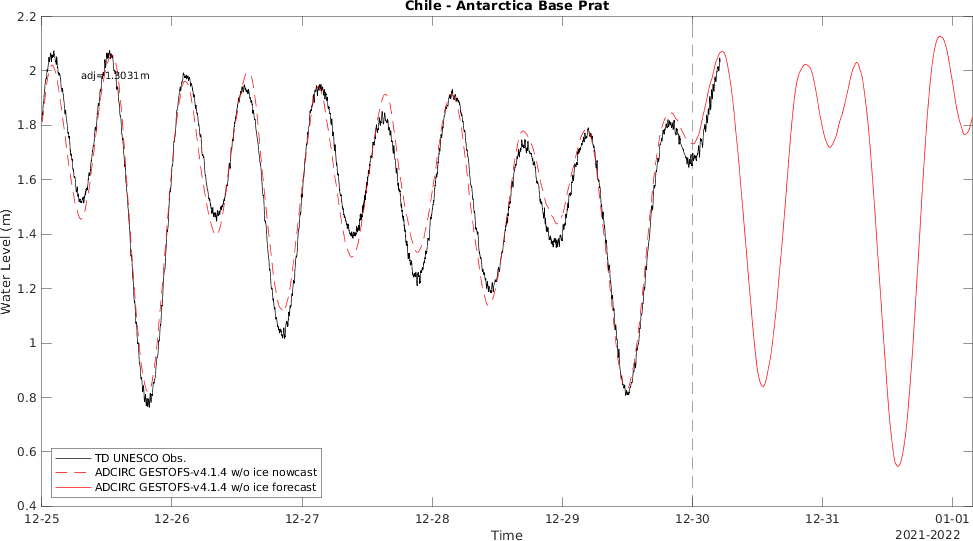 Chile - Antarctica Base Prat
2.2
2
1.8
1.6
1.4
1.2
1
0.8
0.6
0.4
Water Level (m)
adj=1.3031m
TD UNESCO Obs.
ADCIRC GESTOFS-v4.1.4 w/o ice nowcast
ADCIRC GESTOFS-v4.1.4 w/o ice forecast
12-25 12-26 12-27 12-28 12-29 12-30 12-31 01-01
Time
2021-2022